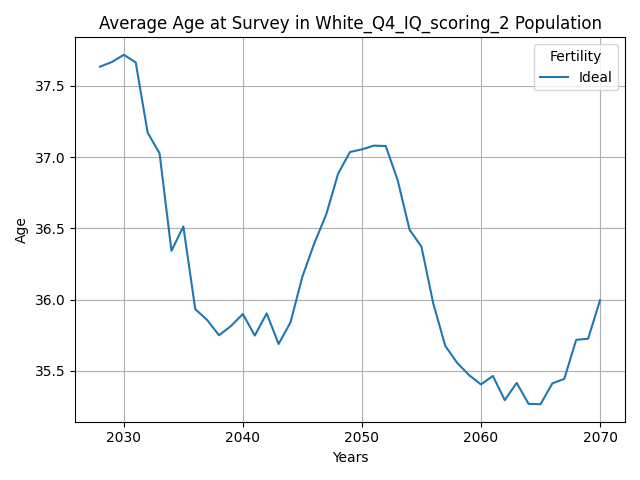 Average Age at Survey in White_Q4_IQ_scoring_2 Population
Fertility
Ideal
37.5
37.0
36.5
36.0
35.5
Age
2030 2040 2050 2060 2070
Years